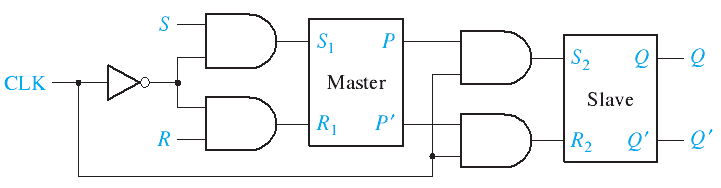 S
S₁ P
S₂ Q Q
CLK
Master
Slave
R₁ P′
R
R₂ Q′ Q′